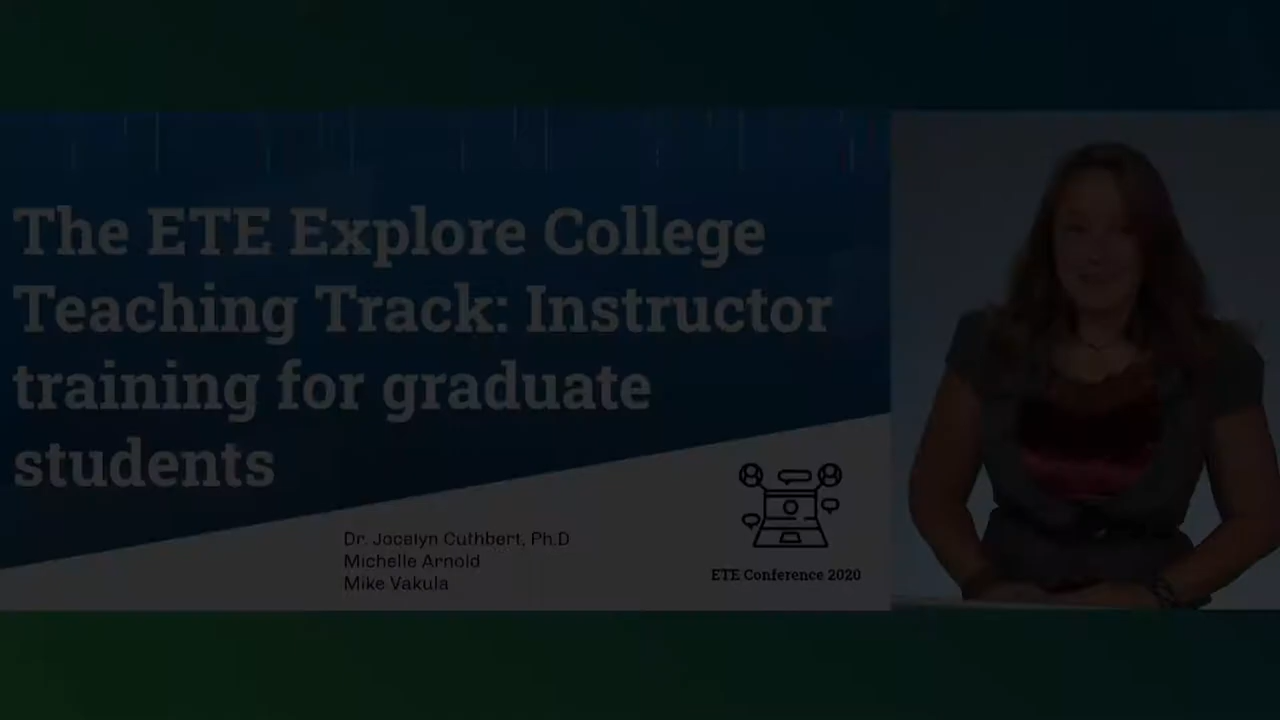 The ETE Explore College
Teaching Track: Instructor
training for graduate
students
Dr. Jocelyn Cuthbert, Ph.D
Michelle Arnold
Mike Vakula
ETE Conference 2020